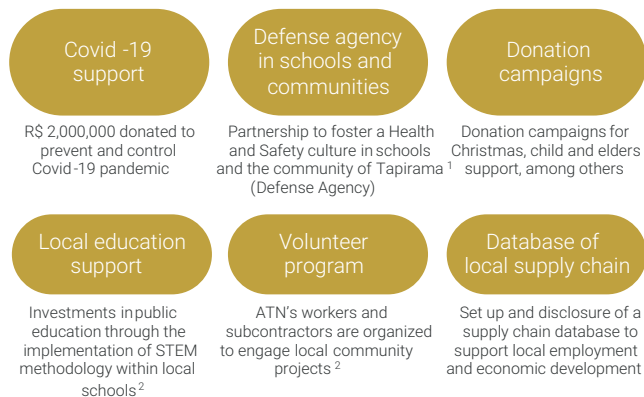 Covid -19
support
R$ 2,000,000 donated to
prevent and control
Covid-19 pandemic
Defense agency
in schools and
communities
Partnership to foster a Health
and Safety culture in schools
and the community of Tapirama 1
(Defense Agency)
Donation
campaigns
Donation campaigns for
Christmas, child and elders
support, among others
Local education
support
Investments in public
education through the
implementation of STEM
methodology within local
schools 2
Volunteer
program
ATN's workers and
subcontractors are organized
to engage local community
projects 2
Database of
local supply chain
Set up and disclosure of a
supply chain database to
support local employment
and economic development